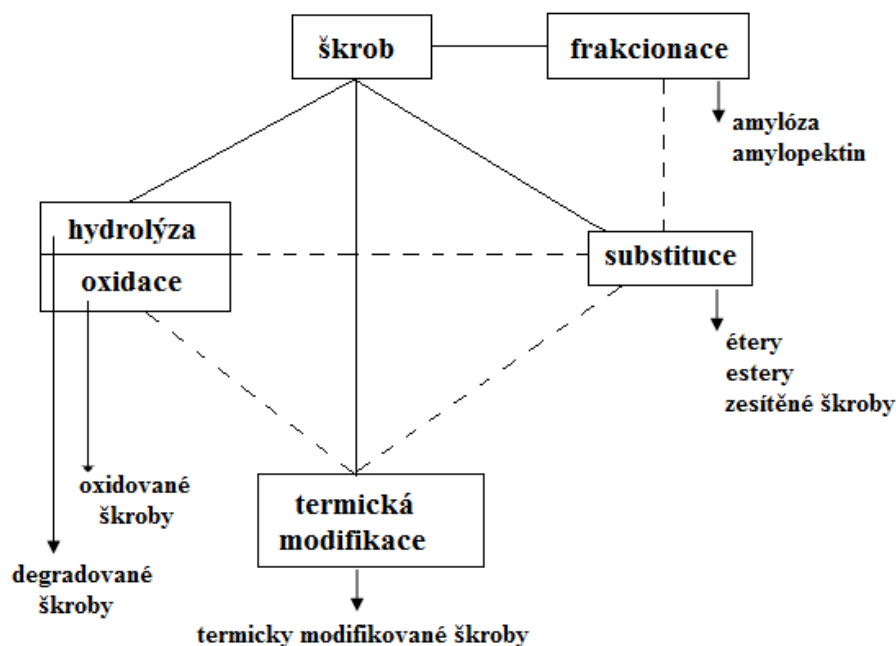 škrob
frakcionace
amylóza
amylopektin
hydrolýza
oxidace
substituce
étery
estery
zesítěné škroby
oxidované
škroby
termická
modifikace
degradované
škroby
termicky modifikované škroby